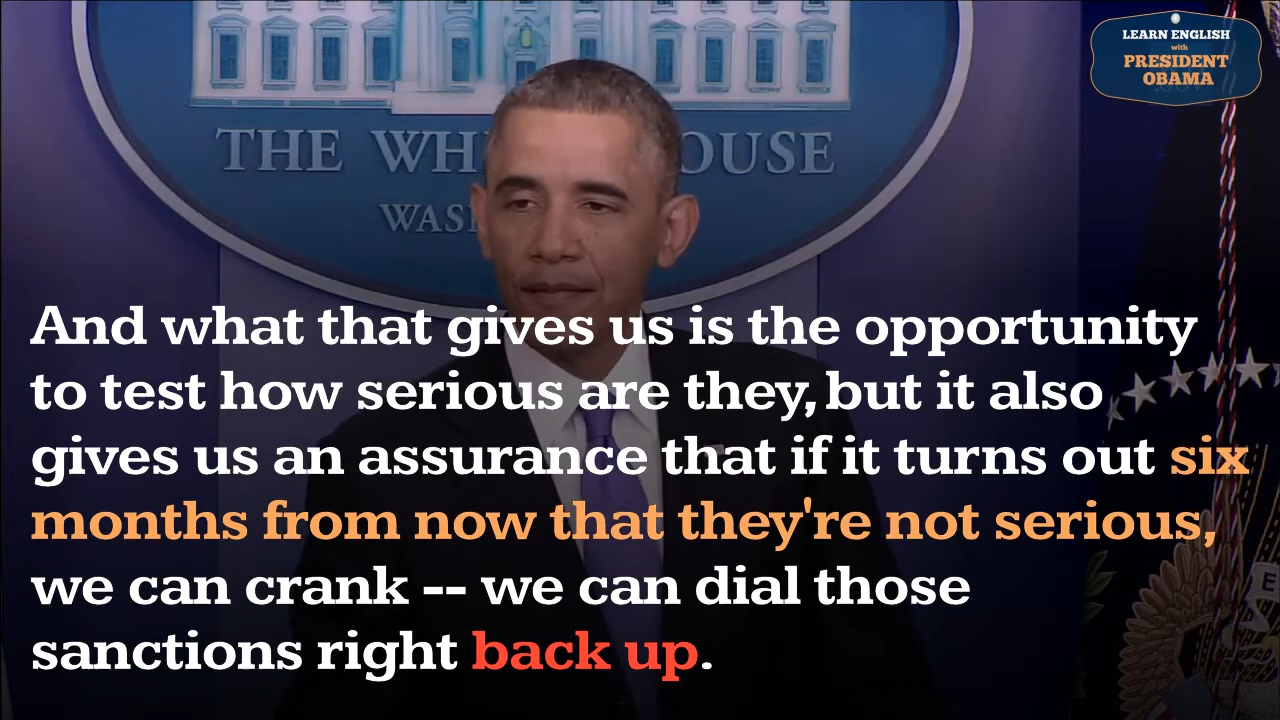 LEARN ENGLISH
with
PRESIDENT
OBAMA
THE WH OUSE
WAS
And what that gives us is the opportunity
to test how serious are they, but it also
gives us an assurance that if it turns out six
months from now that they're not serious,
we can crank -- we can dial those
sanctions right back up.
E